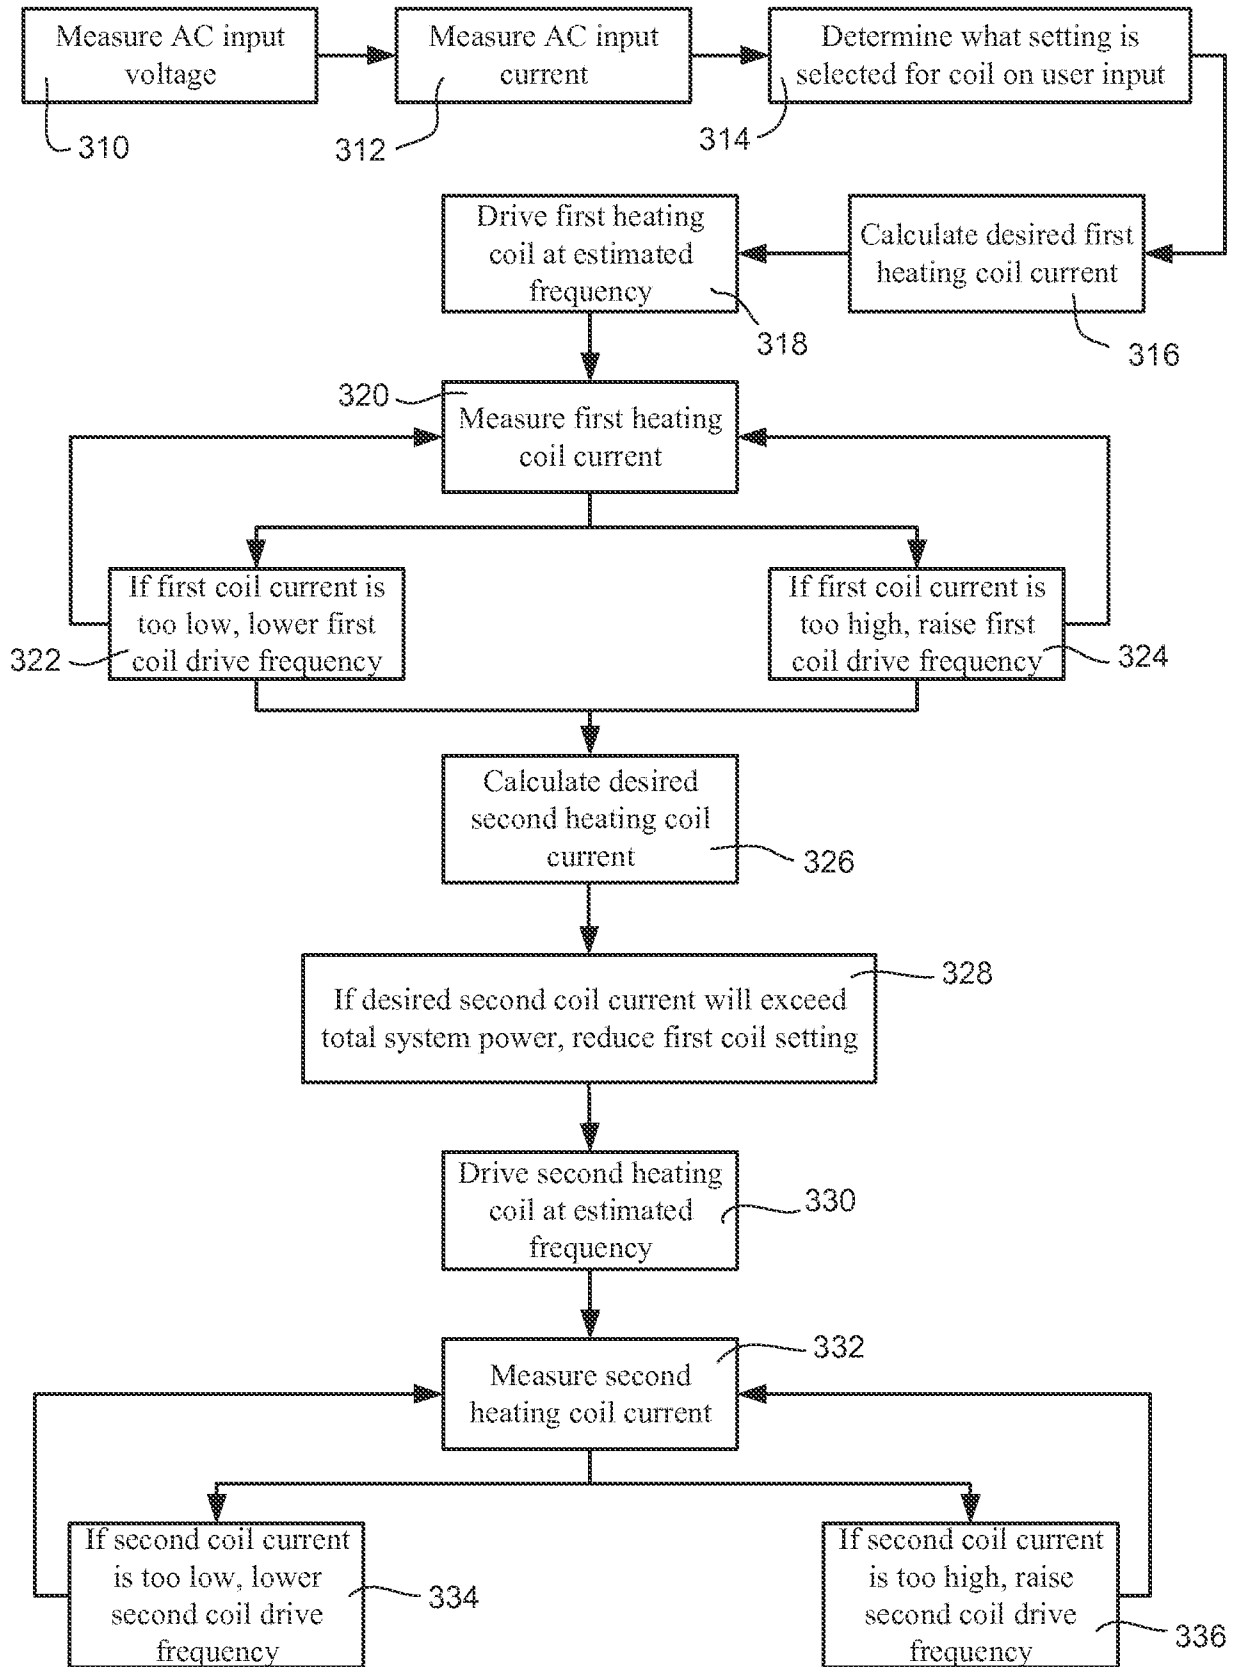 Measure AC input
voltage
310
Measure AC input
current
312
Determine what setting is
selected for coil on user input
314
Calculate desired first
heating coil current
316
Drive first heating
coil at estimated
frequency
318
320
Measure first heating
coil current
If first coil current is
too low, lower first
coil drive frequency
322
If first coil current is
too high, raise first
coil drive frequency
324
Calculate desired
second heating coil
current
326
328
If desired second coil current will exceed
total system power, reduce first coil setting
Drive second heating
coil at estimated
frequency
330
332
Measure second
heating coil current
If second coil current
is too low, lower
second coil drive
frequency
334
If second coil current
is too high, raise
second coil drive
frequency
336